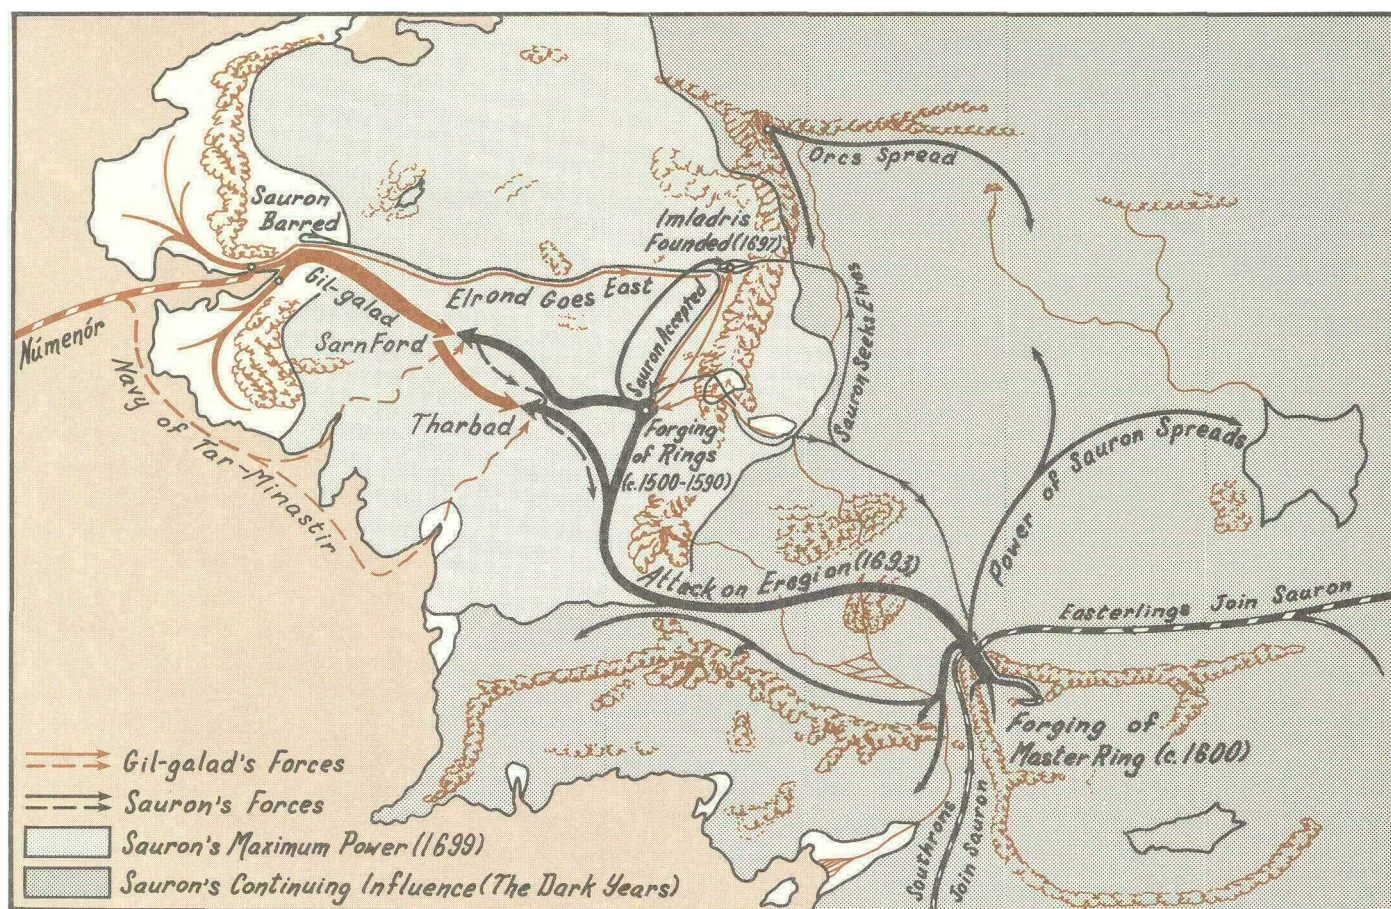 Orcs Spread
Sauron
Barred
Imladris
Founded (1697)
Elrond Goes East
Gil-galad
Sauron Accepted
Sauron Seeks Elves
Númenór
Sarn Ford
Navy of Tar-Minastir
Tharbad
Forging
of Rings
(c.1500-1590)
Power of Sauron Spreads
Attack on Eregion (1693)
Easterlings Join Sauron
Forging of
Master Ring (c. 1600)
Southrons
Join Sauron
Gil-galad's Forces
Sauron's Forces
Sauron's Maximum Power (1699)
Sauron's Continuing Influence (The Dark Years)